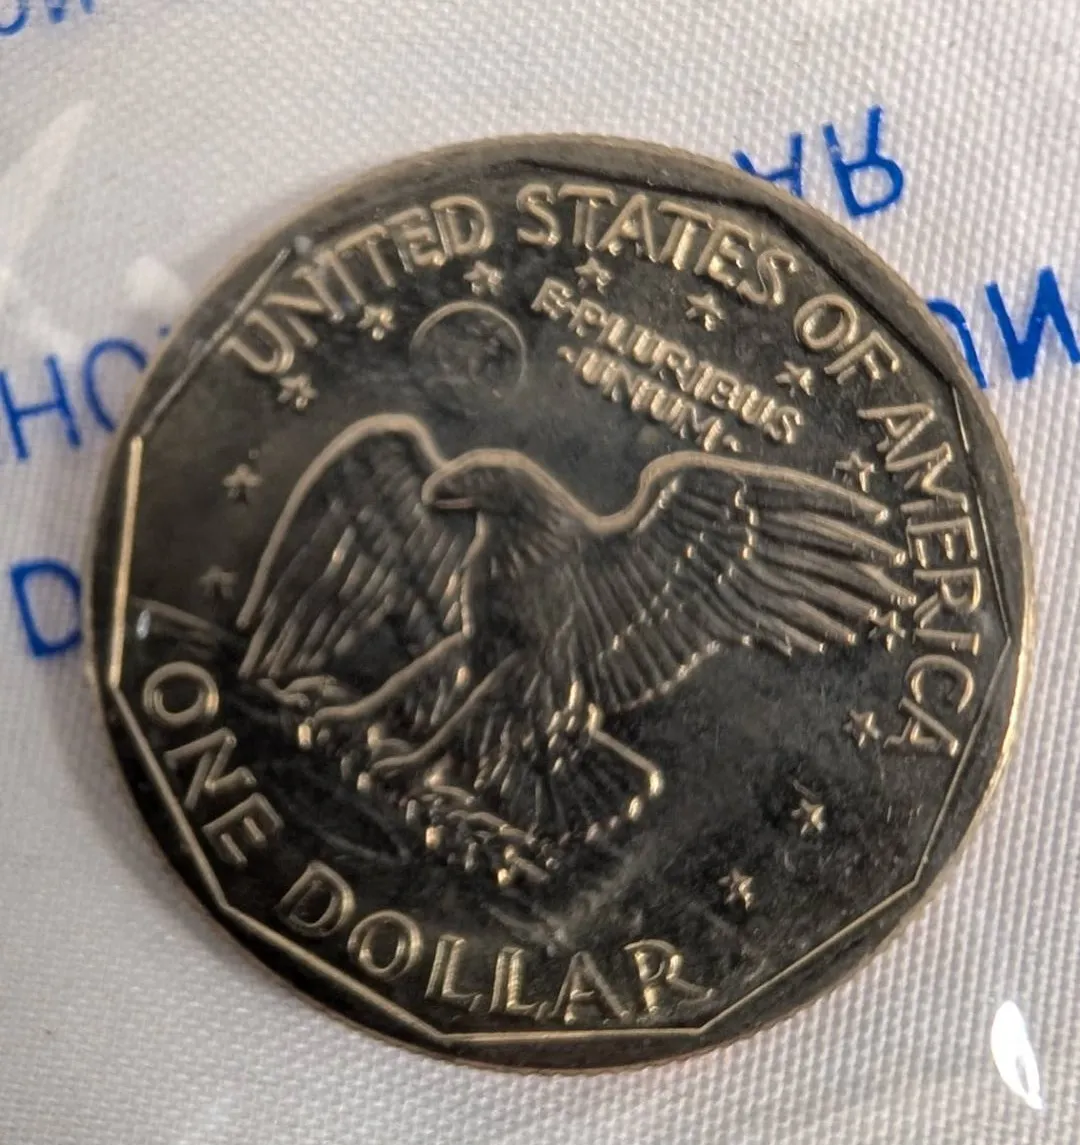 UNITED STATES OF AMERICA
E·PLURIBUS
·UNUM·
ONE DOLLAR